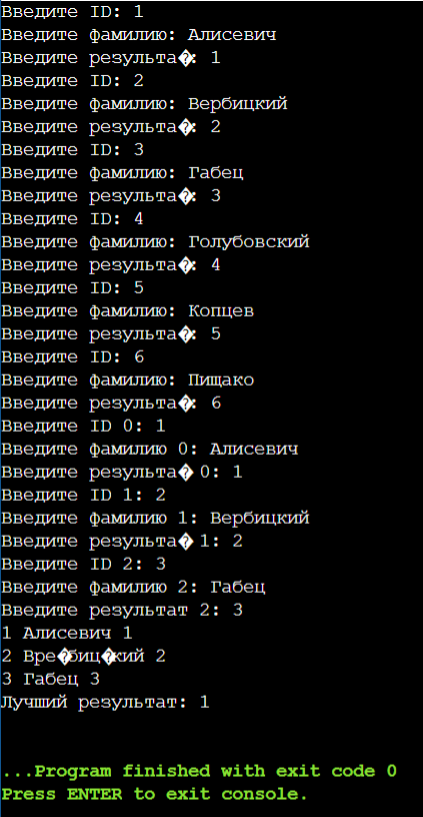 Введите ID: 1
Введите фамилию: Алисевич
Введите результа�: 1
Введите ID: 2
Введите фамилию: Вербицкий
Введите результа�: 2
Введите ID: 3
Введите фамилию: Габец
Введите результа�: 3
Введите ID: 4
Введите фамилию: Голубовский
Введите результа�: 4
Введите ID: 5
Введите фамилию: Копцев
Введите результа�: 5
Введите ID: 6
Введите фамилию: Пищако
Введите результа�: 6
Введите ID 0: 1
Введите фамилию 0: Алисевич
Введите результа� 0: 1
Введите ID 1: 2
Введите фамилию 1: Вербицкий
Введите результа� 1: 2
Введите ID 2: 3
Введите фамилию 2: Габец
Введите результат 2: 3
1 Алисевич 1
2 Вре�биц�кий 2
3 Габец 3
Лучший результат: 1
...Program finished with exit code 0
Press ENTER to exit console.